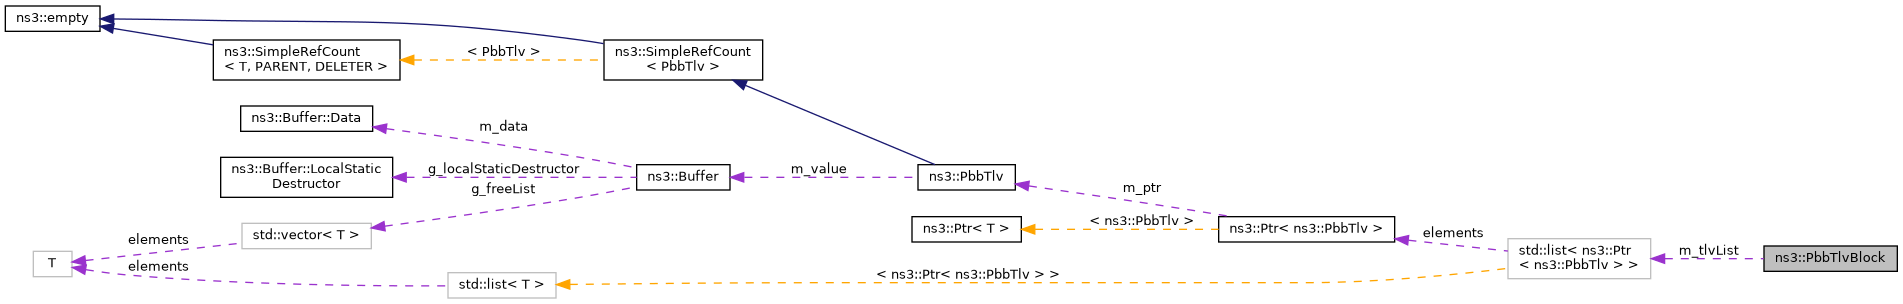 ns3::empty
ns3::SimpleRefCount
< T, PARENT, DELETER >
< PbbTlv >
ns3::SimpleRefCount
< PbbTlv >
ns3::Buffer::Data
m_data
ns3::Buffer::LocalStatic
Destructor
g_localStaticDestructor
g_freeList
ns3::Buffer
m_value
ns3::PbbTlv
m_ptr
ns3::Ptr< T >
< ns3::PbbTlv >
ns3::Ptr< ns3::PbbTlv >
elements
std::list< ns3::Ptr
< ns3::PbbTlv > >
m_tlvList
ns3::PbbTlvBlock
std::vector< T >
elements
T
elements
std::list< T >
< ns3::Ptr< ns3::PbbTlv > >